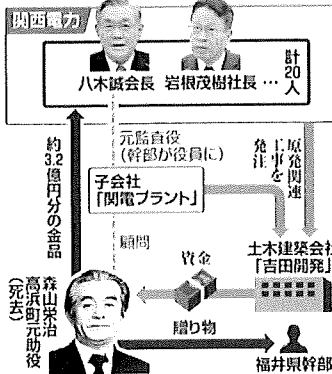 関西電力
八木誠会長 岩根茂樹社長 …
計20人
元監査役
(幹部が役員に)
子会社
「関電プラント」
原発関連
工事を
発注
約3.2億円分の金品
顧問
資金
土木建築会社
「吉田開発」
森山栄治
高浜町元助役
(死去)
贈り物
福井県幹部